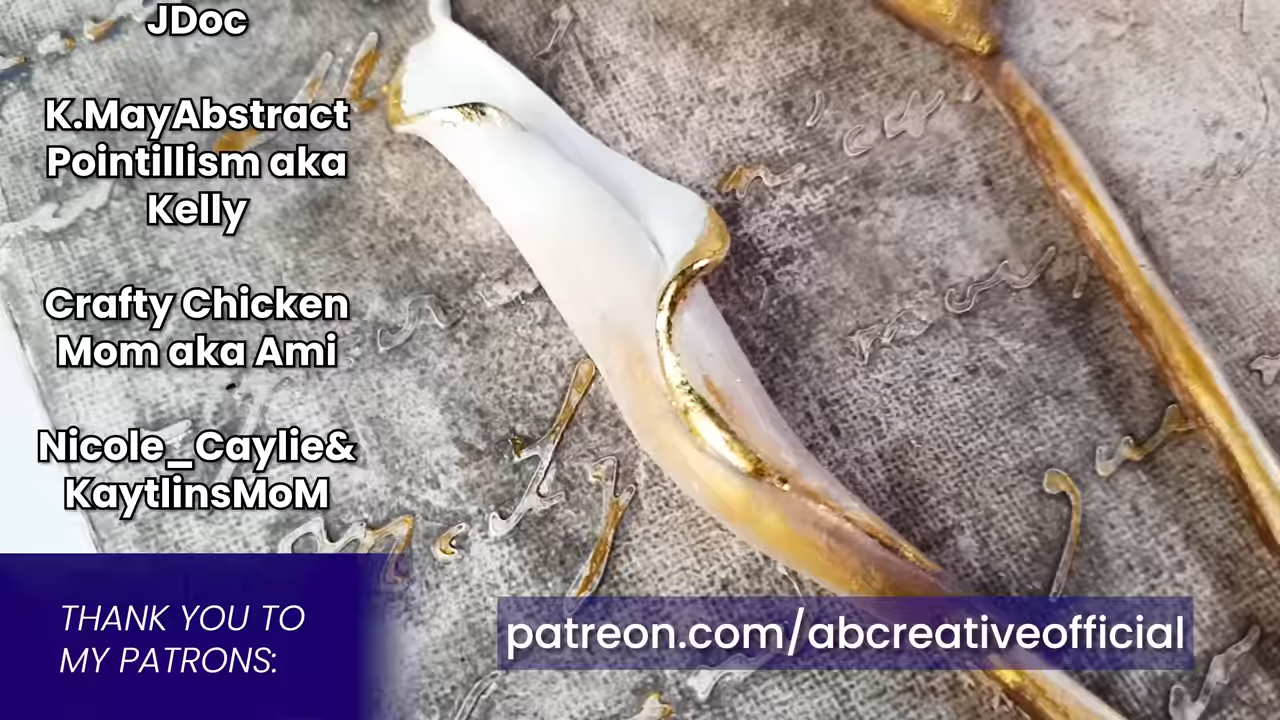 JDoc
K.MayAbstract
Pointillism aka
Kelly
Crafty Chicken
Mom aka Ami
Nicole_Caylie&
KaytlinsMoM
THANK YOU TO
MY PATRONS:
patreon.com/abcreativeofficial